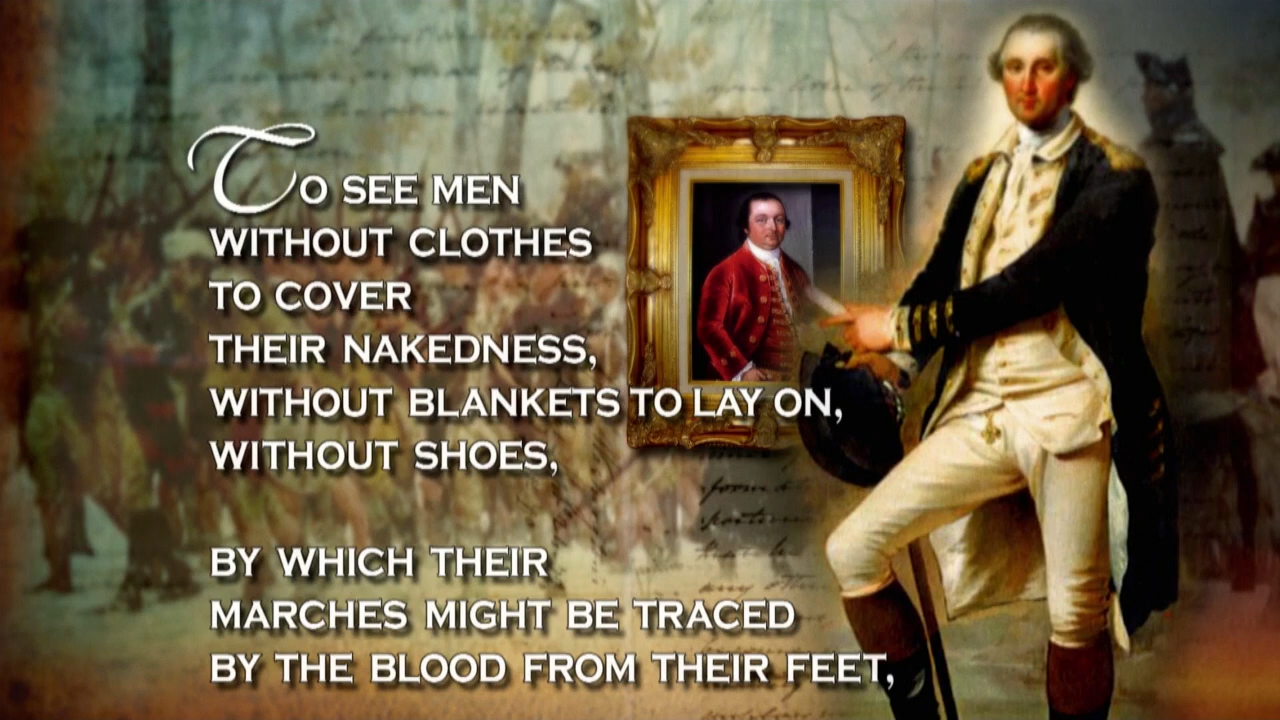 To SEE MEN
WITHOUT CLOTHES
TO COVER
THEIR NAKEDNESS,
WITHOUT BLANKETS TO LAY ON,
WITHOUT SHOES,
BY WHICH THEIR
MARCHES MIGHT BE TRACED
BY THE BLOOD FROM THEIR FEET,